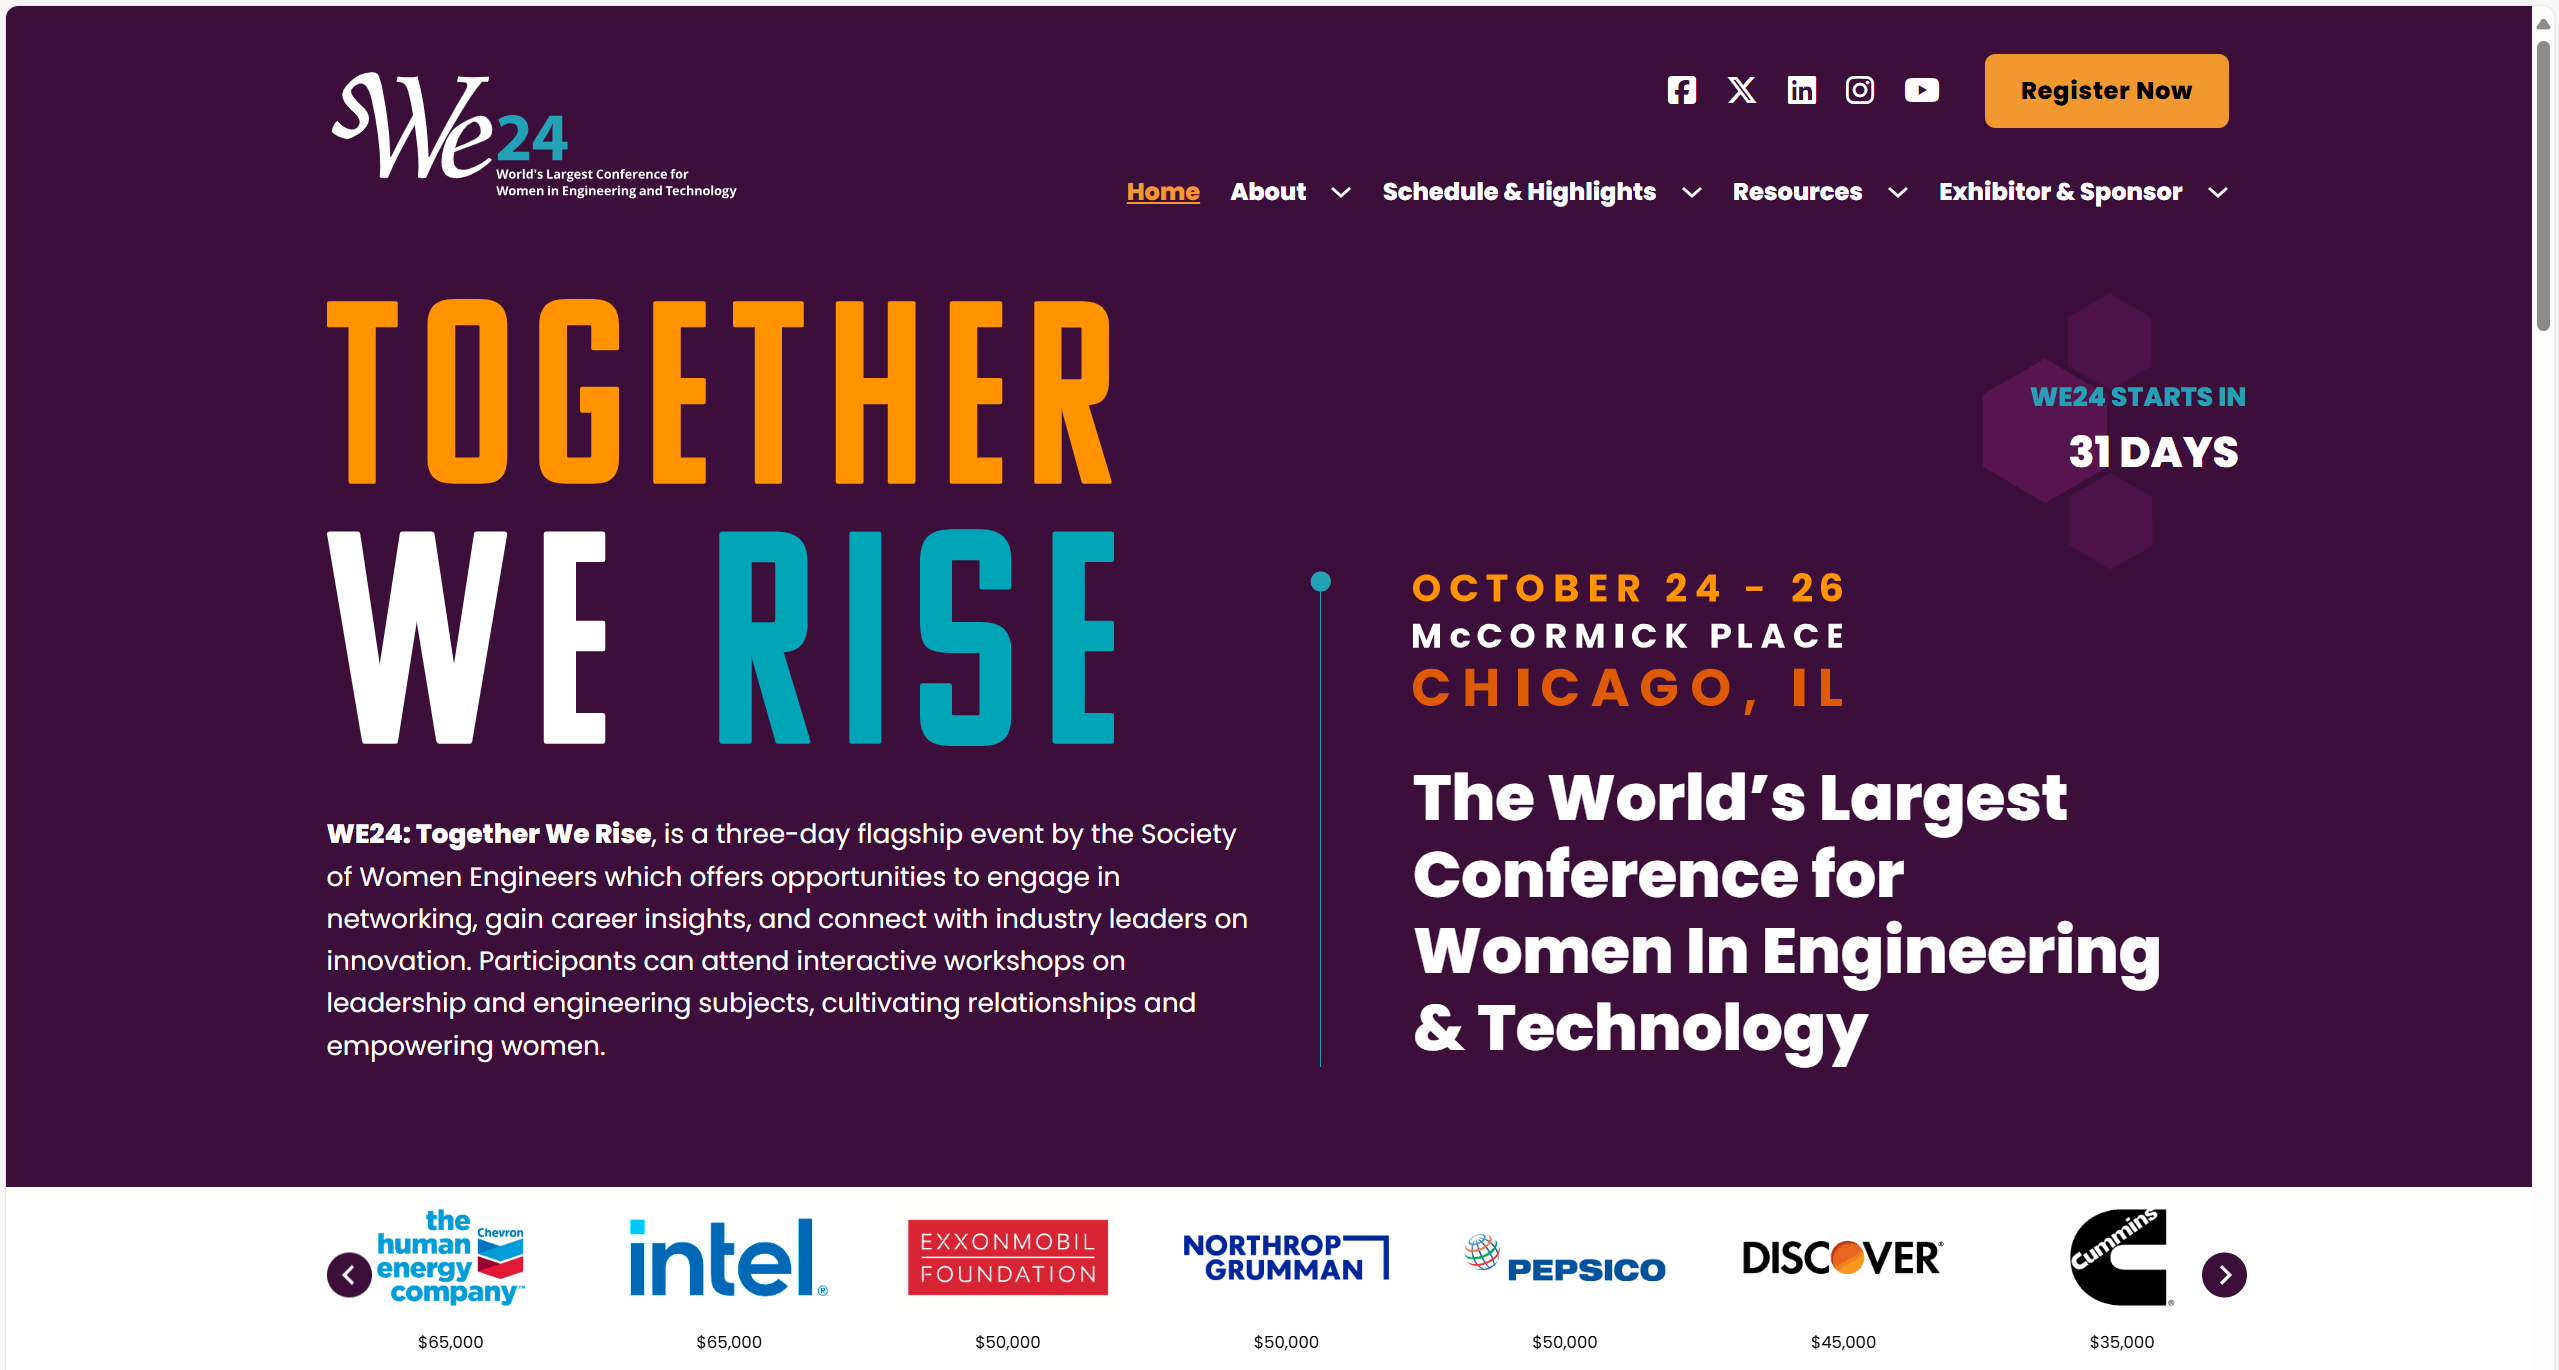 SWe24
World's Largest Conference for
Women in Engineering and Technology
Register Now
Home About Schedule & Highlights Resources Exhibitor & Sponsor
TOGETHER
WE RISE
WE24 STARTS IN
31 DAYS
OCTOBER 24 - 26
McCORMICK PLACE
CHICAGO, IL
WE24: Together We Rise, is a three-day flagship event by the Society
of Women Engineers which offers opportunities to engage in
networking, gain career insights, and connect with industry leaders on
innovation. Participants can attend interactive workshops on
leadership and engineering subjects, cultivating relationships and
empowering women.
The World’s Largest
Conference for
Women In Engineering
& Technology
the
human
energy
company™
Chevron
intel®
EXXONMOBIL
FOUNDATION
NORTHROP
GRUMMAN
PEPSICO
DISCOVER®
Cummins®
$65,000 $65,000 $50,000 $50,000 $50,000 $45,000 $35,000